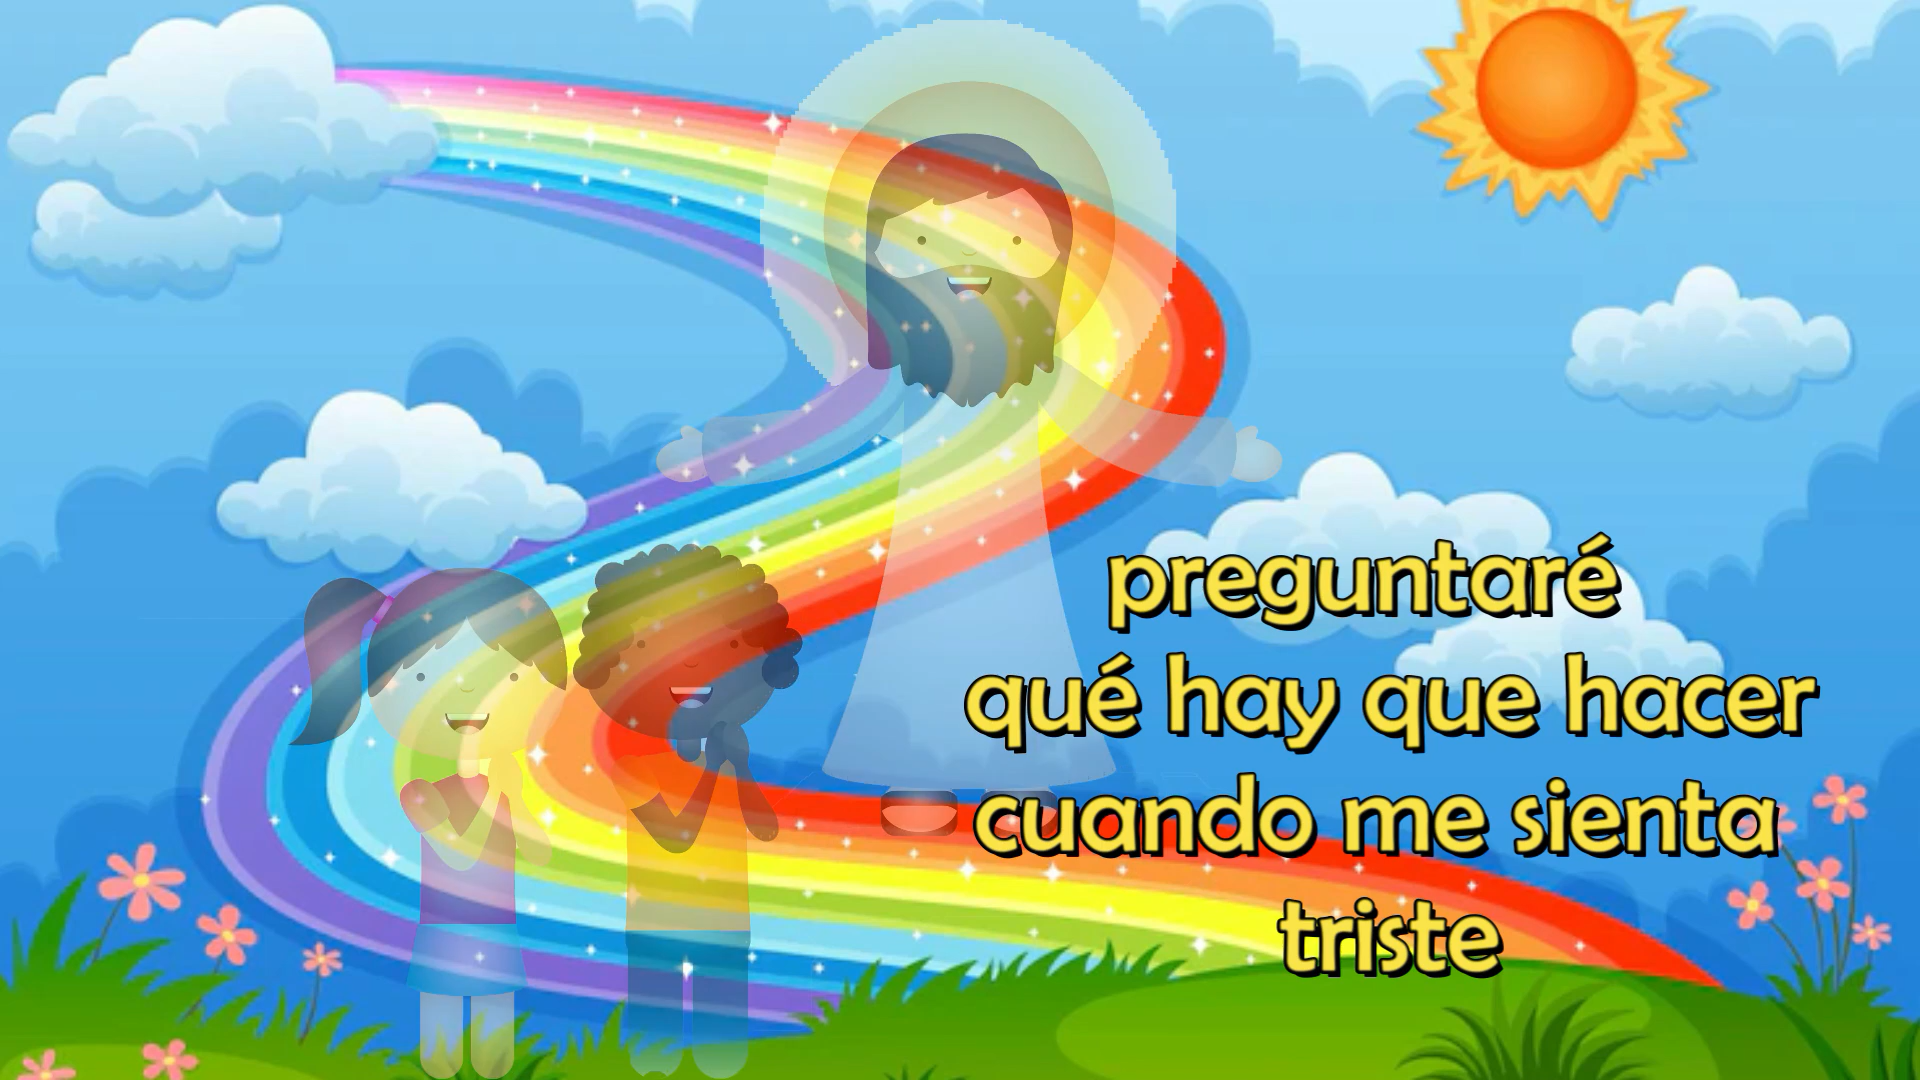 preguntaré
qué hay que hacer
cuando me sienta
triste